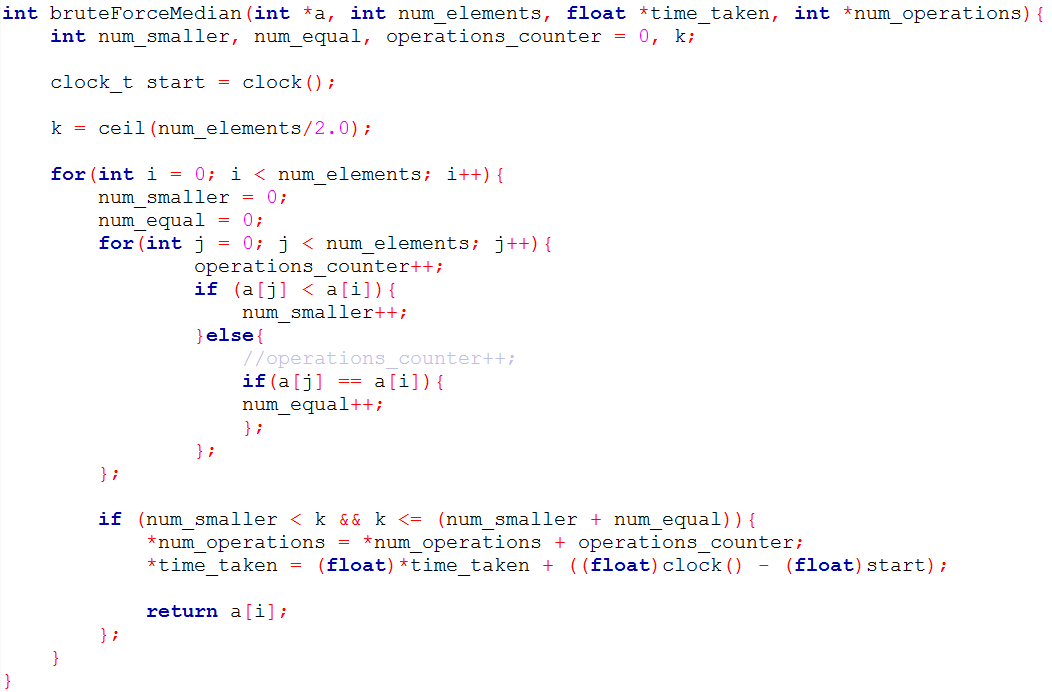 int bruteForceMedian(int *a, int num_elements, float *time_taken, int *num_operations){
    int num_smaller, num_equal, operations_counter = 0, k;

    clock_t start = clock();

    k = ceil(num_elements/2.0);

    for(int i = 0; i < num_elements; i++){
        num_smaller = 0;
        num_equal = 0;
        for(int j = 0; j < num_elements; j++){
                operations_counter++;
                if (a[j] < a[i]){
                    num_smaller++;
                }else{
                    //operations_counter++;
                    if(a[j] == a[i]){
                    num_equal++;
                    };
                };
        };

        if (num_smaller < k && k <= (num_smaller + num_equal)){
            *num_operations = *num_operations + operations_counter;
            *time_taken = (float)*time_taken + ((float)clock() - (float)start);

            return a[i];
        };
    }
}